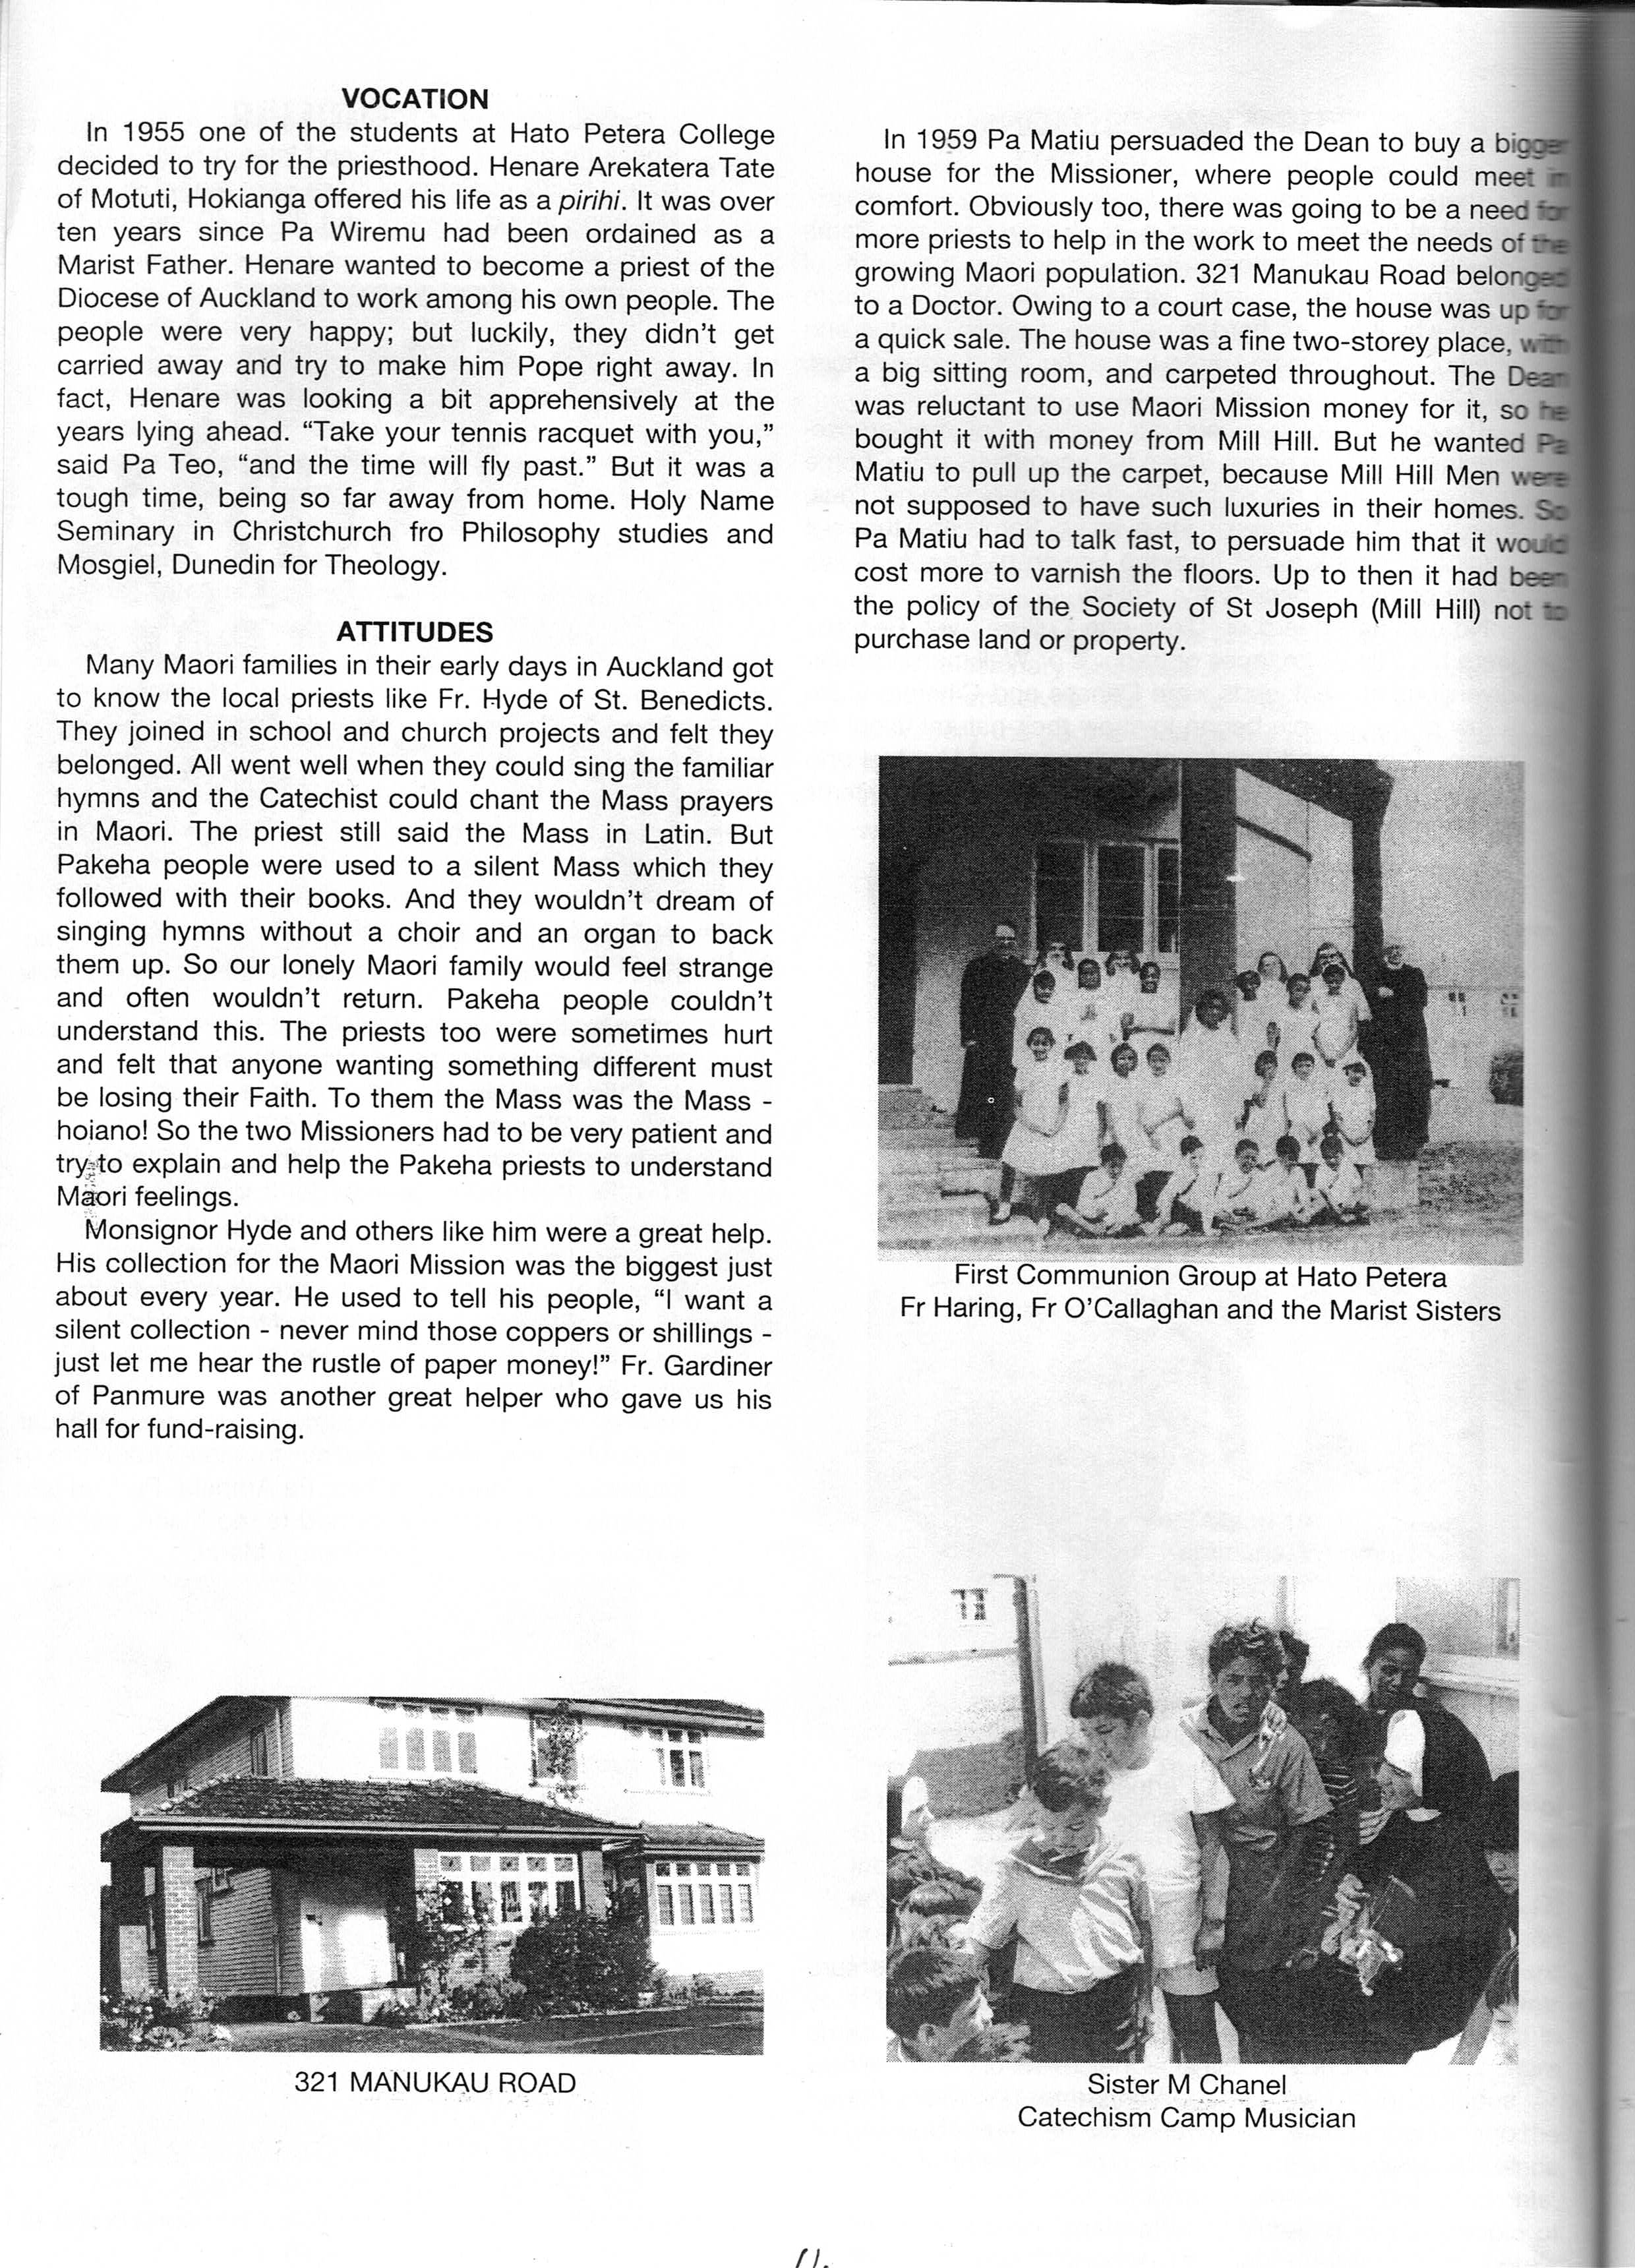 VOCATION
In 1955 one of the students at Hato Petera College
decided to try for the priesthood. Henare Arekatera Tate
of Motuti, Hokianga offered his life as a pirihi. It was over
ten years since Pa Wiremu had been ordained as a
Marist Father. Henare wanted to become a priest of the
Diocese of Auckland to work among his own people. The
people were very happy; but luckily, they didn't get
carried away and try to make him Pope right away. In
fact, Henare was looking a bit apprehensively at the
years lying ahead. “Take your tennis racquet with you,”
said Pa Teo, “and the time will fly past.” But it was a
tough time, being so far away from home. Holy Name
Seminary in Christchurch fro Philosophy studies and
Mosgiel, Dunedin for Theology.
ATTITUDES
Many Maori families in their early days in Auckland got
to know the local priests like Fr. Hyde of St. Benedicts.
They joined in school and church projects and felt they
belonged. All went well when they could sing the familiar
hymns and the Catechist could chant the Mass prayers
in Maori. The priest still said the Mass in Latin. But
Pakeha people were used to a silent Mass which they
followed with their books. And they wouldn't dream of
singing hymns without a choir and an organ to back
them up. So our lonely Maori family would feel strange
and often wouldn't return. Pakeha people couldn't
understand this. The priests too were sometimes hurt
and felt that anyone wanting something different must
be losing their Faith. To them the Mass was the Mass -
hoiano! So the two Missioners had to be very patient and
try to explain and help the Pakeha priests to understand
Maori feelings.
Monsignor Hyde and others like him were a great help.
His collection for the Maori Mission was the biggest just
about every year. He used to tell his people, “I want a
silent collection - never mind those coppers or shillings -
just let me hear the rustle of paper money!” Fr. Gardiner
of Panmure was another great helper who gave us his
hall for fund-raising.
321 MANUKAU ROAD
In 1959 Pa Matiu persuaded the Dean to buy a bigger
house for the Missioner, where people could meet in
comfort. Obviously too, there was going to be a need for
more priests to help in the work to meet the needs of the
growing Maori population. 321 Manukau Road belonged
to a Doctor. Owing to a court case, the house was up for
a quick sale. The house was a fine two-storey place, with
a big sitting room, and carpeted throughout. The Dean
was reluctant to use Maori Mission money for it, so he
bought it with money from Mill Hill. But he wanted Pa
Matiu to pull up the carpet, because Mill Hill Men were
not supposed to have such luxuries in their homes. So
Pa Matiu had to talk fast, to persuade him that it would
cost more to varnish the floors. Up to then it had been
the policy of the Society of St Joseph (Mill Hill) not to
purchase land or property.
First Communion Group at Hato Petera
Fr Haring, Fr O'Callaghan and the Marist Sisters
Sister M Chanel
Catechism Camp Musician